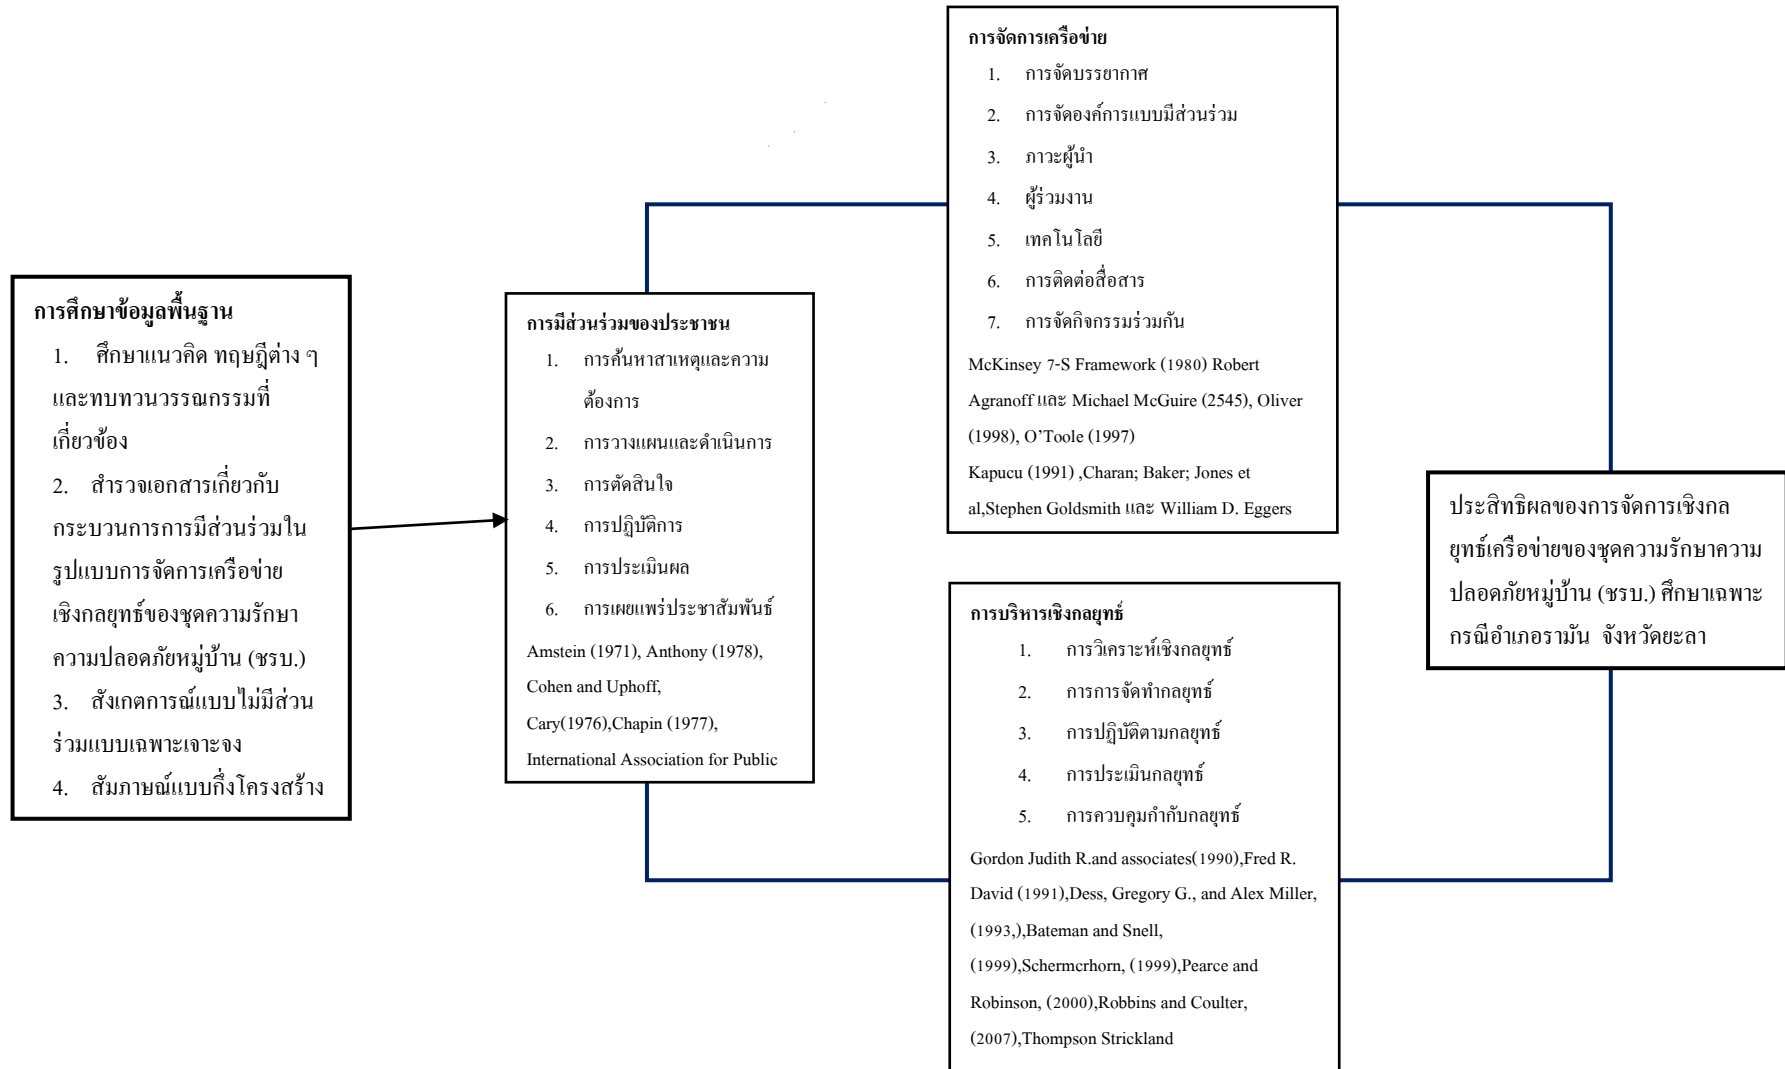 การศึกษาข้อมูลพื้นฐาน
1. ศึกษาแนวคิด ทฤษฎีต่าง ๆ
และทบทวนวรรณกรรมที่
เกี่ยวข้อง
2. สำรวจเอกสารเกี่ยวกับ
กระบวนการการมีส่วนร่วมใน
รูปแบบการจัดการเครือข่าย
เชิงกลยุทธ์ของชุดความรักษา
ความปลอดภัยหมู่บ้าน (ชรบ.)
3. สังเกตการณ์แบบไม่มีส่วน
ร่วมแบบเฉพาะเจาะจง
4. สัมภาษณ์แบบกึ่งโครงสร้าง
การมีส่วนร่วมของประชาชน
1. การค้นหาสาเหตุและความ
ต้องการ
2. การวางแผนและดำเนินการ
3. การตัดสินใจ
4. การปฏิบัติการ
5. การประเมินผล
6. การเผยแพร่ประชาสัมพันธ์
Amstein (1971), Anthony (1978),
Cohen and Uphoff,
Cary(1976),Chapin (1977),
International Association for Public
การจัดการเครือข่าย
1. การจัดบรรยากาศ
2. การจัดองค์การแบบมีส่วนร่วม
3. ภาวะผู้นำ
4. ผู้ร่วมงาน
5. เทคโนโลยี
6. การติดต่อสื่อสาร
7. การจัดกิจกรรมร่วมกัน
McKinsey 7-S Framework (1980) Robert
Agranoff และ Michael McGuire (2545), Oliver
(1998), O’Toole (1997)
Kapucu (1991) ,Charan; Baker; Jones et
al,Stephen Goldsmith และ William D. Eggers
การบริหารเชิงกลยุทธ์
1. การวิเคราะห์เชิงกลยุทธ์
2. การการจัดทำกลยุทธ์
3. การปฏิบัติตามกลยุทธ์
4. การประเมินกลยุทธ์
5. การควบคุมกำกับกลยุทธ์
Gordon Judith R.and associates(1990),Fred R.
David (1991),Dess, Gregory G., and Alex Miller,
(1993,),Bateman and Snell,
(1999),Schermcrhorn, (1999),Pearce and
Robinson, (2000),Robbins and Coulter,
(2007),Thompson Strickland
ประสิทธิผลของการจัดการเชิงกล
ยุทธ์เครือข่ายของชุดความรักษาความ
ปลอดภัยหมู่บ้าน (ชรบ.) ศึกษาเฉพาะ
กรณีอำเภอรามัน จังหวัดยะลา